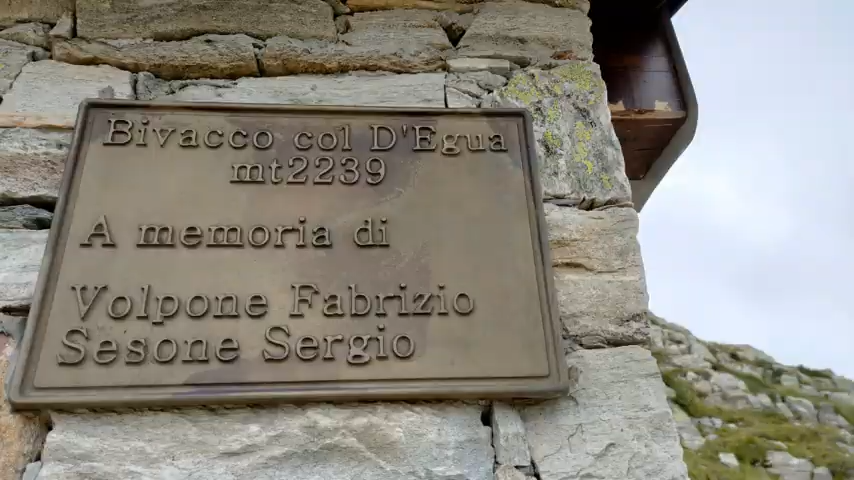 Bivacco col D'Egua
mt2239
A memoria di
Volpone Fabrizio
Sesone Sergio